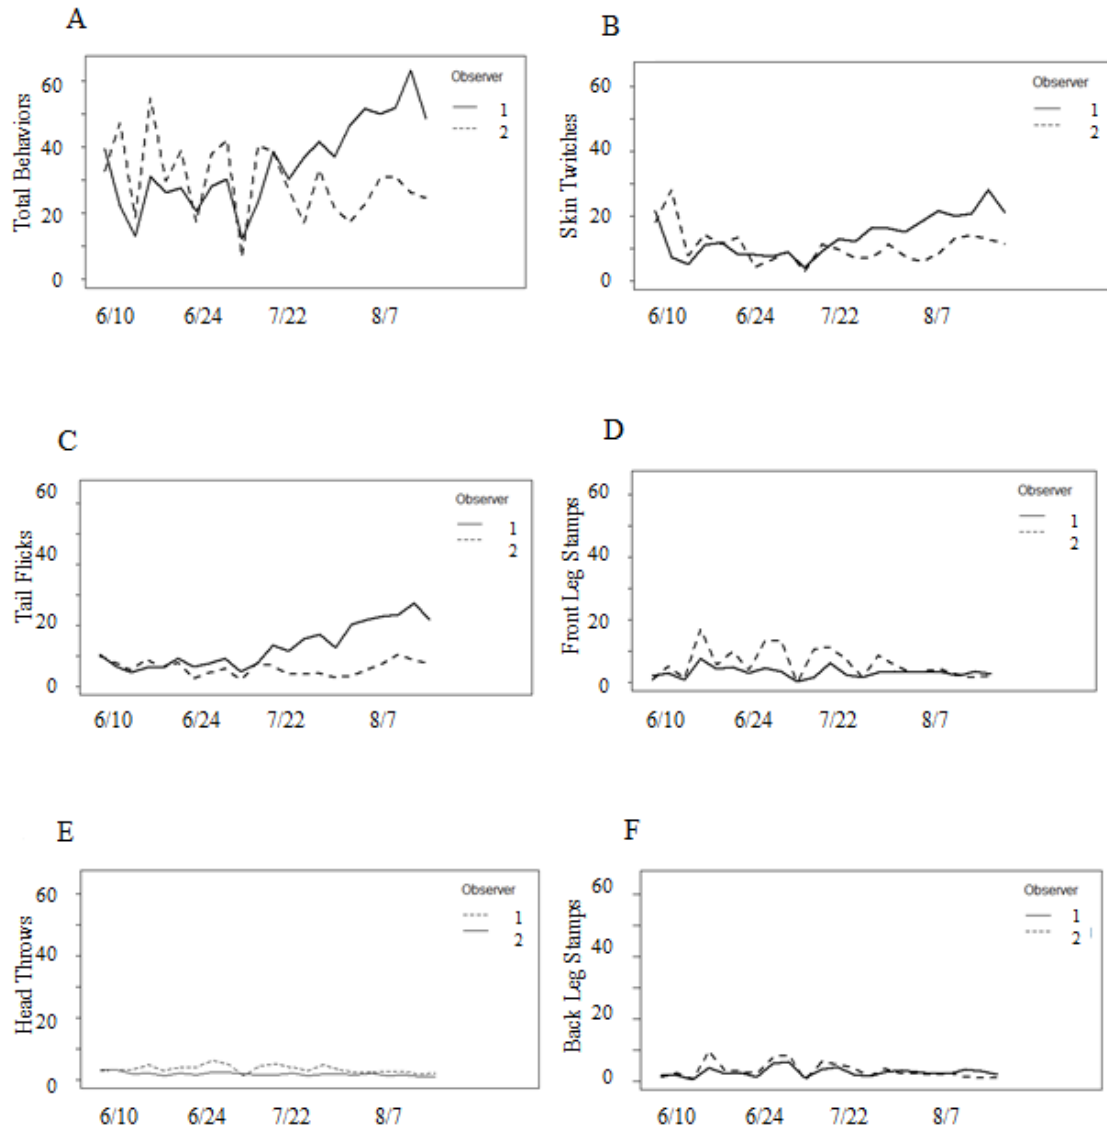 A
Total Behaviors
60
40
20
0
6/10 6/24 7/22 8/7
Observer
1
2
B
Skin Twitches
60
40
20
0
6/10 6/24 7/22 8/7
Observer
1
2
C
Tail Flicks
60
40
20
0
6/10 6/24 7/22 8/7
Observer
1
2
D
Front Leg Stamps
60
40
20
0
6/10 6/24 7/22 8/7
Observer
1
2
E
Head Throws
60
40
20
0
6/10 6/24 7/22 8/7
Observer
1
2
F
Back Leg Stamps
60
40
20
0
6/10 6/24 7/22 8/7
Observer
1
2